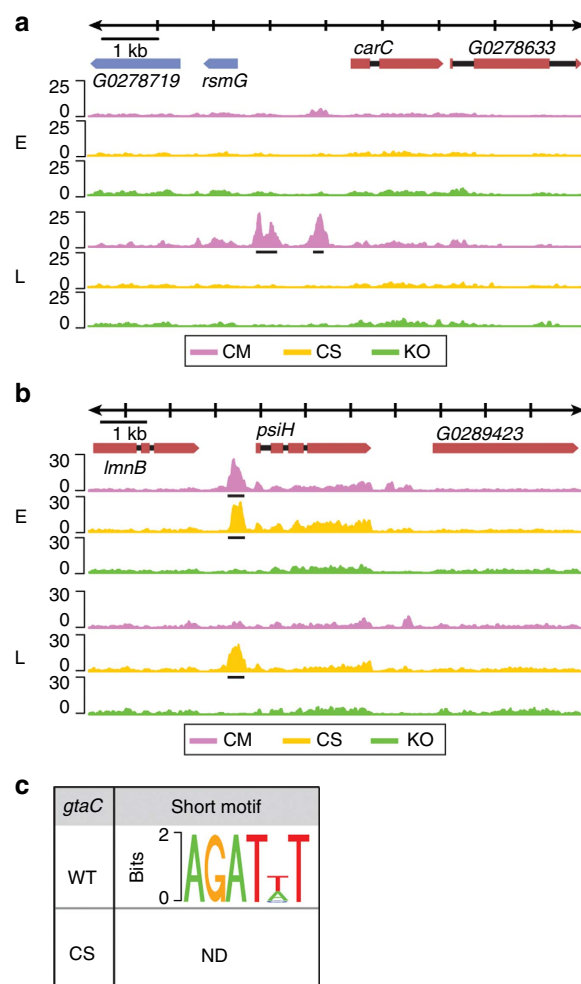 a
1 kb
carC
G0278633
G0278719
rsmG
25
0
25
E
0
25
0
25
0
25
L
0
25
0
CM
CS
KO
b
1 kb
psiH
G0289423
lmnB
30
0
30
E
0
30
0
30
0
30
L
0
30
0
CM
CS
KO
c
gtaC
Short motif
WT
Bits
2
0
AGATTT
A
CS
ND